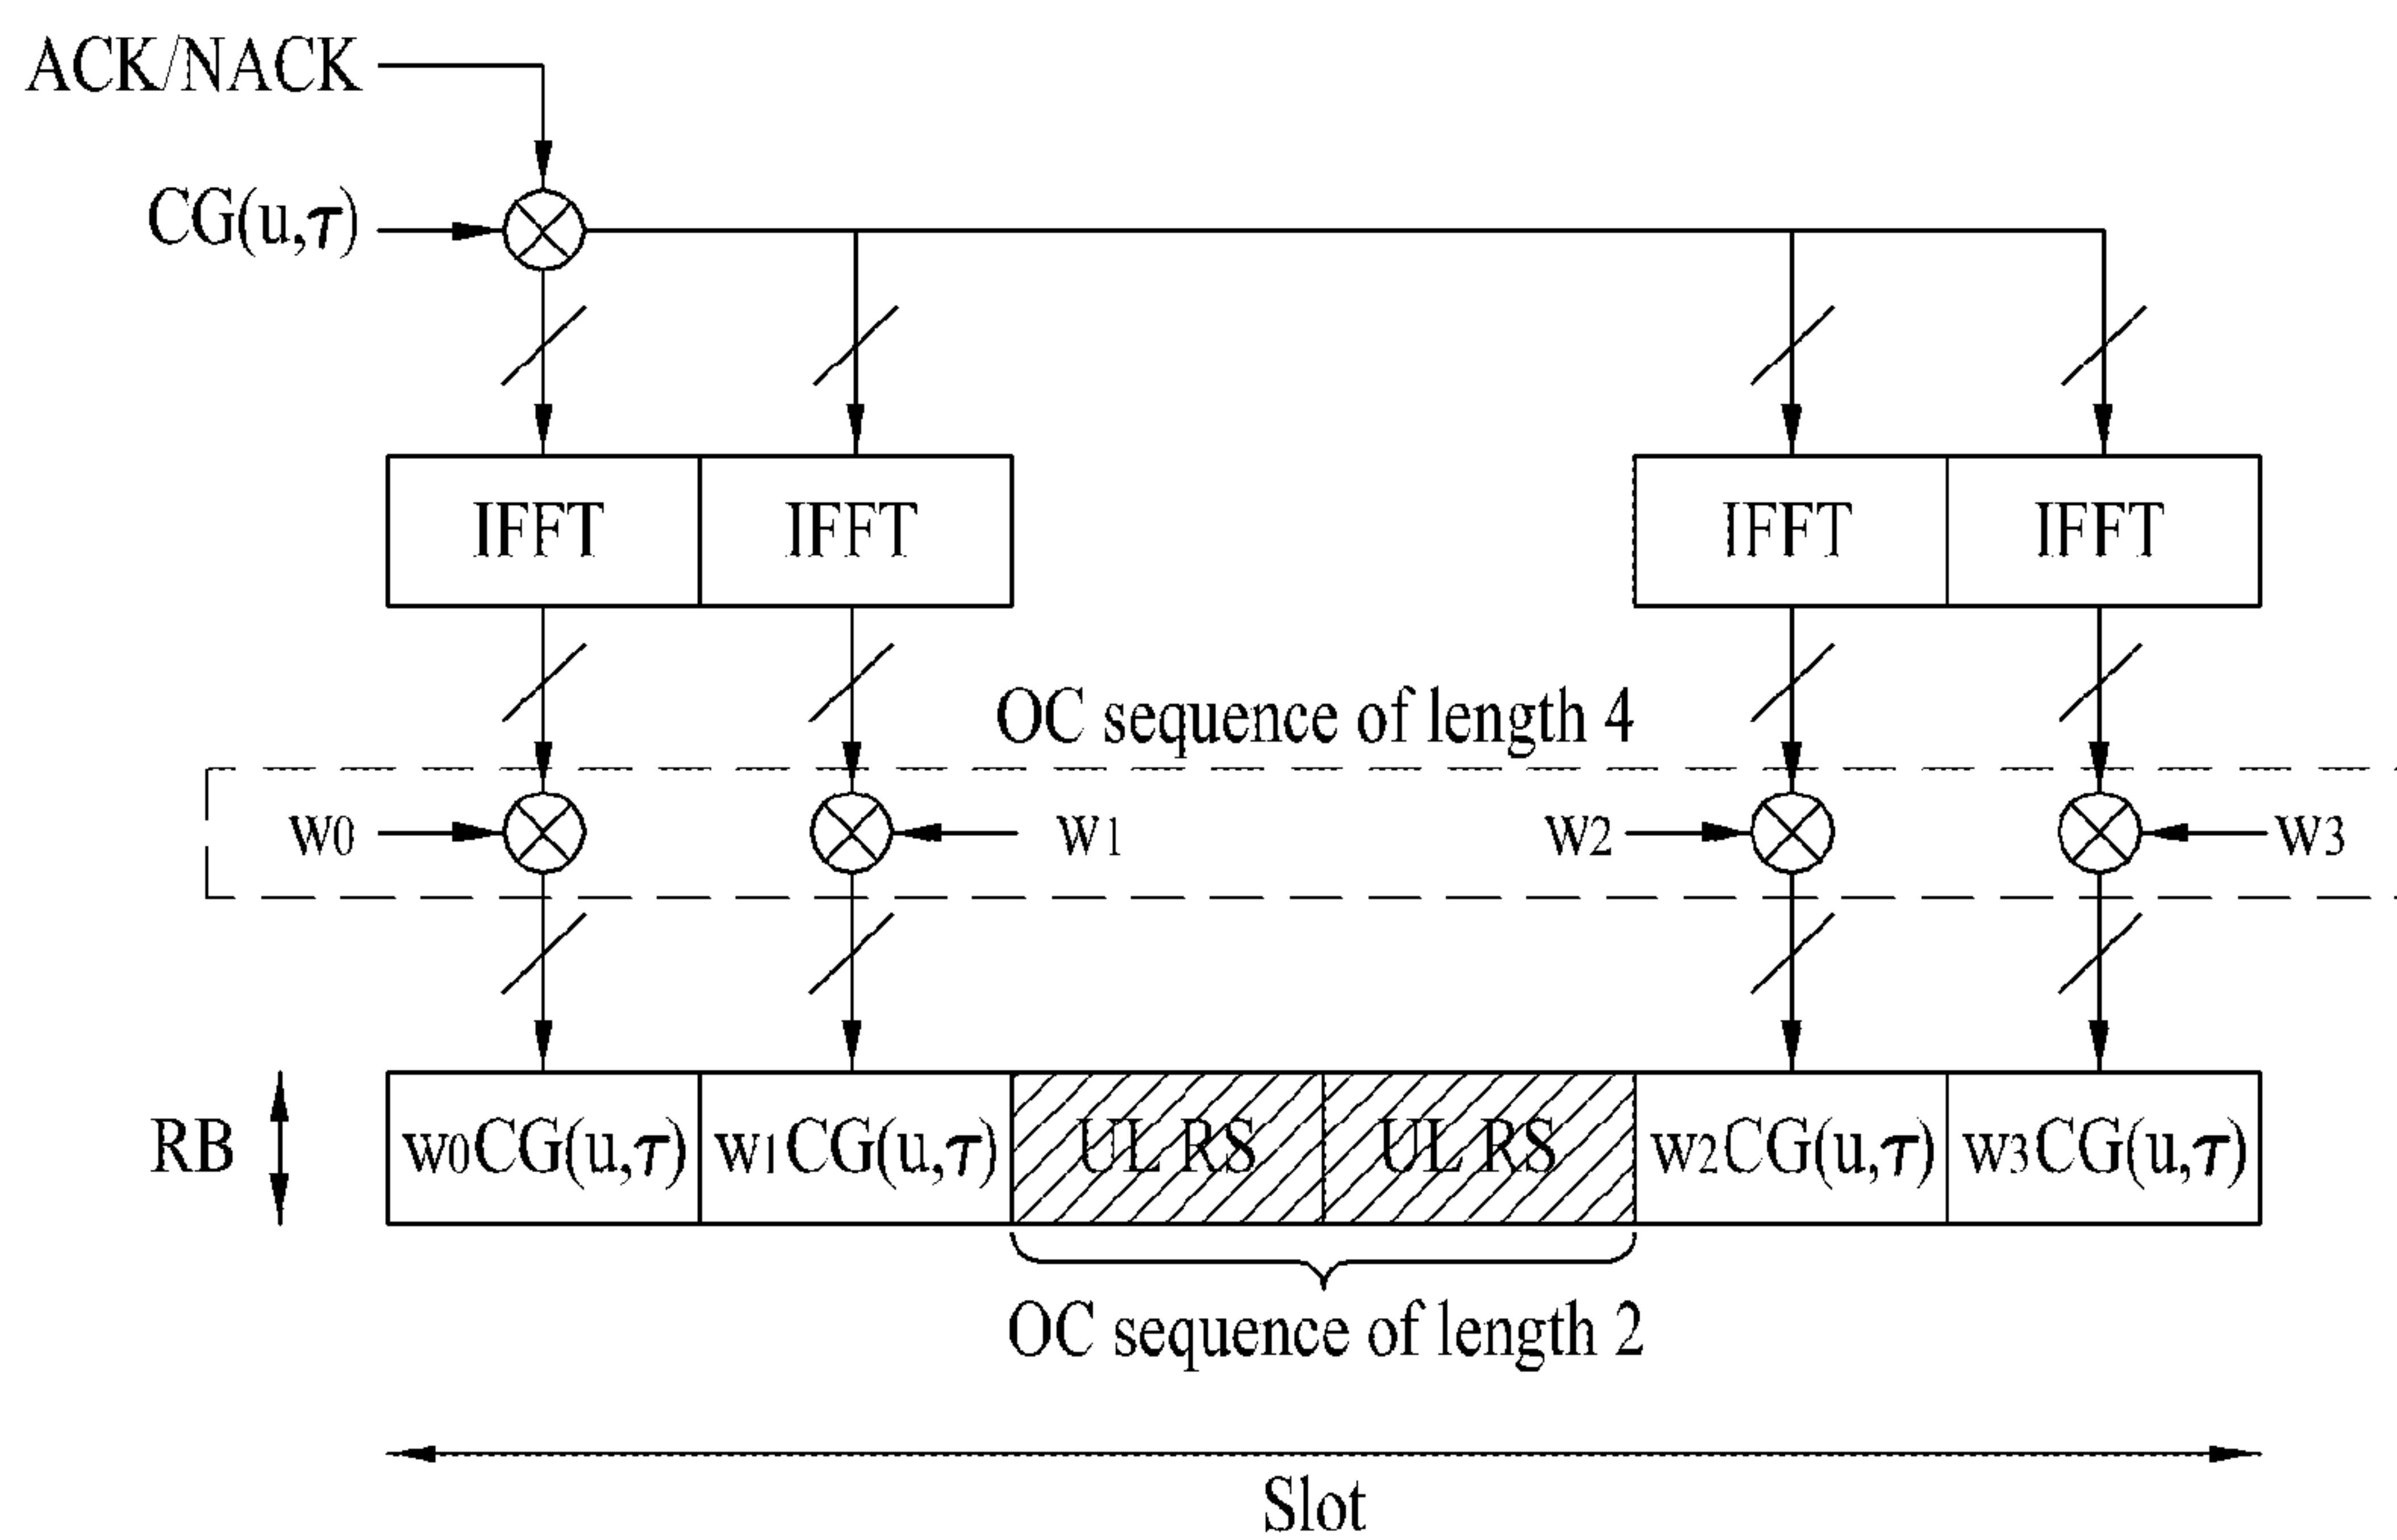 ACK/NACK
CG(u,τ)
IFFT IFFT IFFT IFFT
OC sequence of length 4
w0 w1 w2 w3
RB w0CG(u,τ) w1CG(u,τ) UL RS UL RS w2CG(u,τ) w3CG(u,τ)
OC sequence of length 2
Slot